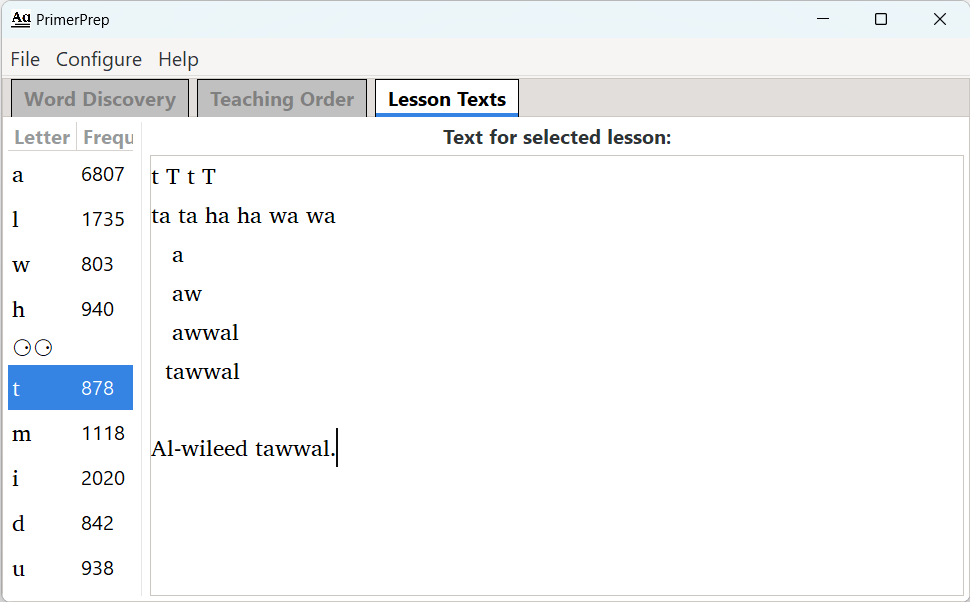 PrimerPrep
File Configure Help
Word Discovery Teaching Order Lesson Texts
Letter Frequ
Text for selected lesson:
a 6807
l 1735
w 803
h 940
⚆⚆
t 878
m 1118
i 2020
d 842
u 938
t T t T
ta ta ha ha wa wa
a
aw
awwal
tawwal
Al-wileed tawwal.